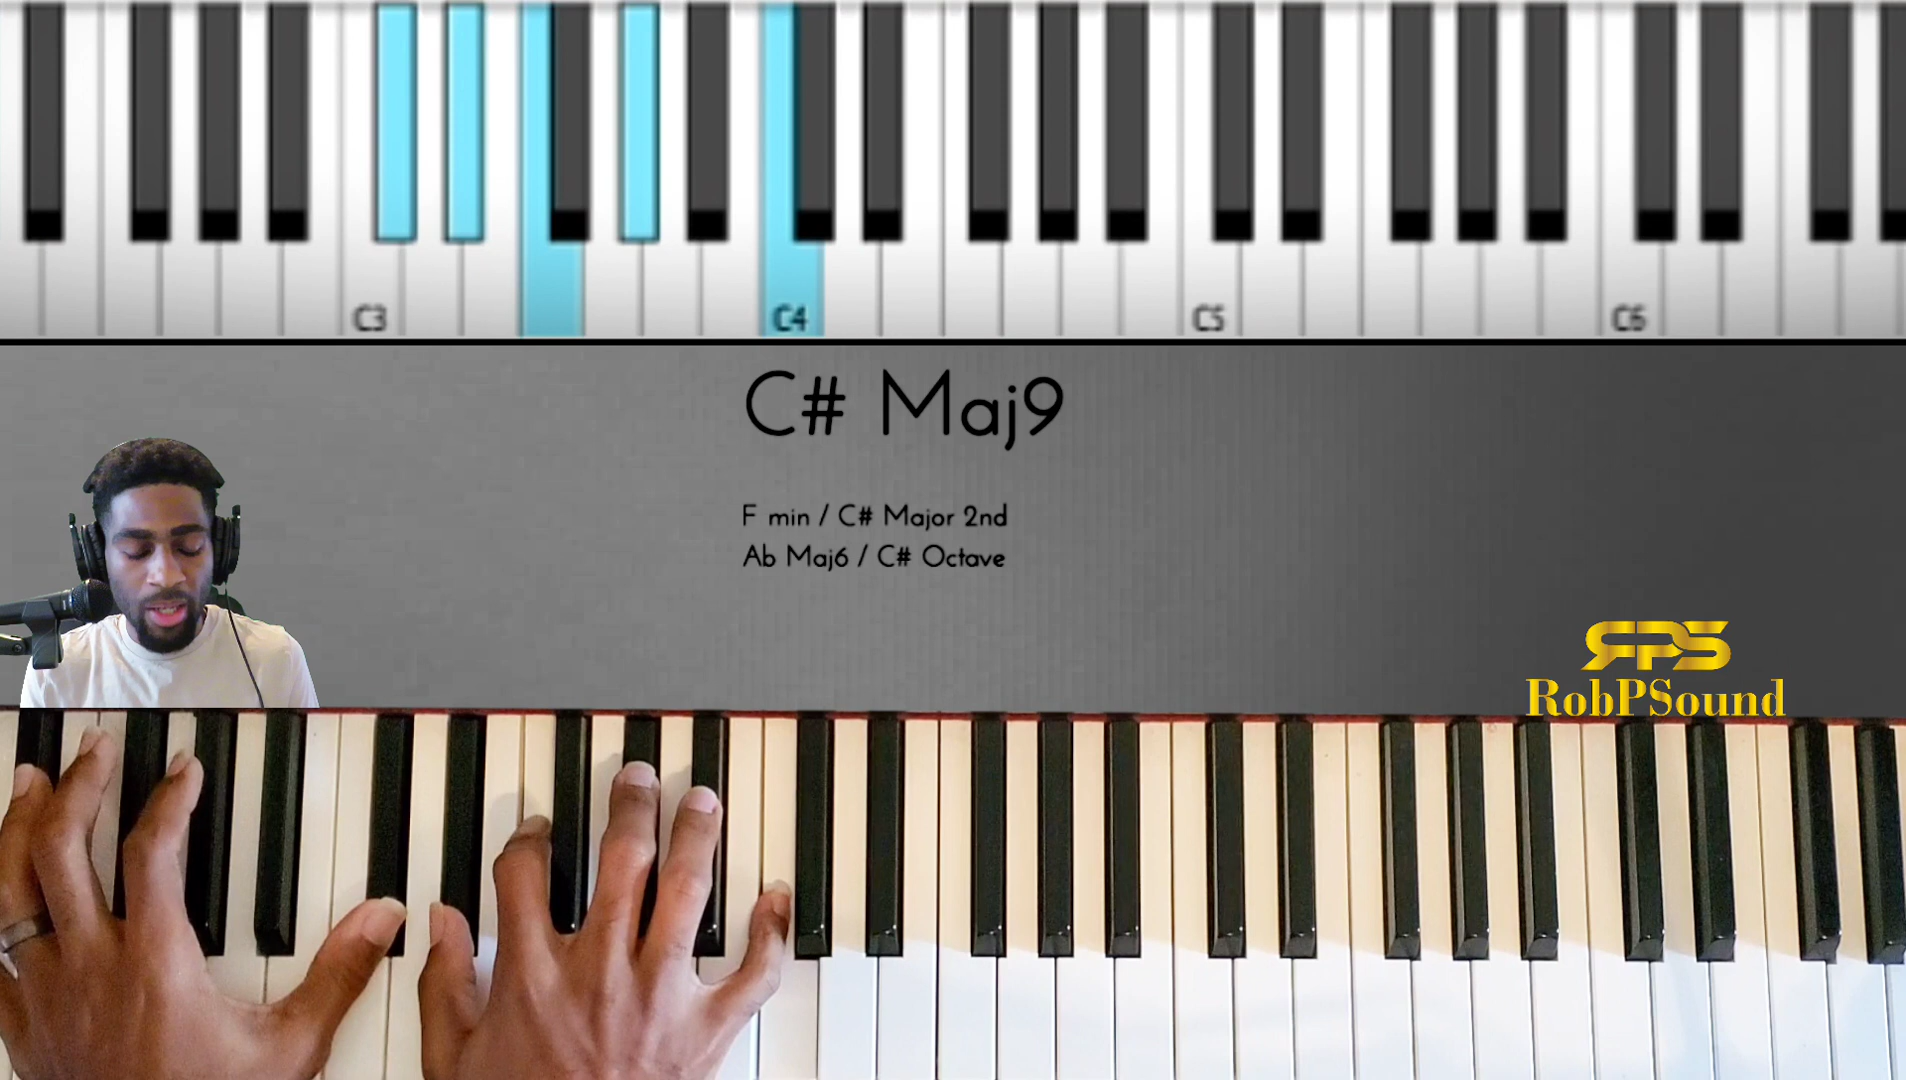 C3
C4
C5
C6
C# Maj9
F min / C# Major 2nd
Ab Maj6 / C# Octave
RPS
RobPSound